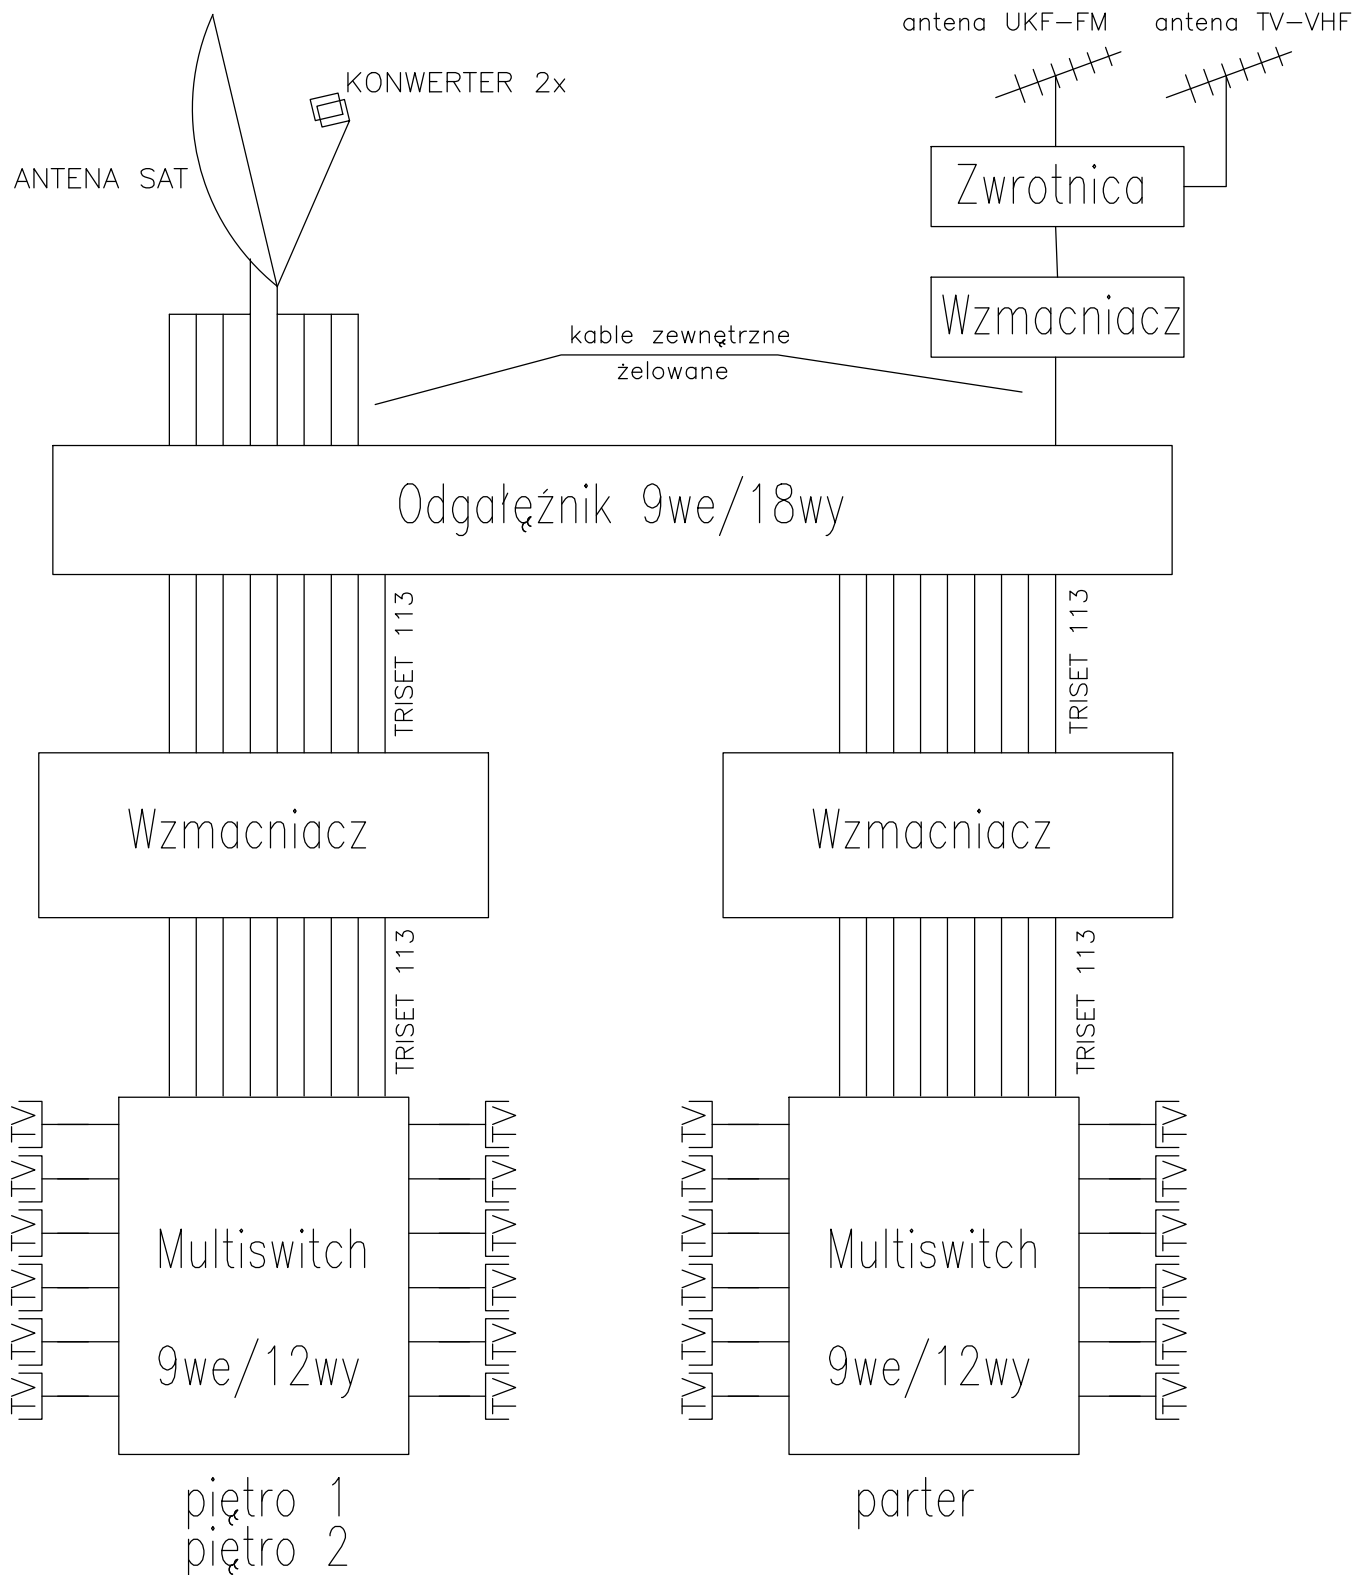 antena UKF-FM
antena TV-VHF
KONWERTER 2x
ANTENA SAT
Zwrotnica
Wzmacniacz
kable zewnętrzne
żelowane
Odgałęźnik 9we/18wy
TRISET 113
TRISET 113
Wzmacniacz
Wzmacniacz
TRISET 113
TRISET 113
TV
TV
TV
TV
TV
TV
TV
TV
TV
TV
TV
TV
Multiswitch
9we/12wy
TV
TV
TV
TV
TV
TV
TV
TV
TV
TV
TV
TV
Multiswitch
9we/12wy
piętro 1
piętro 2
parter